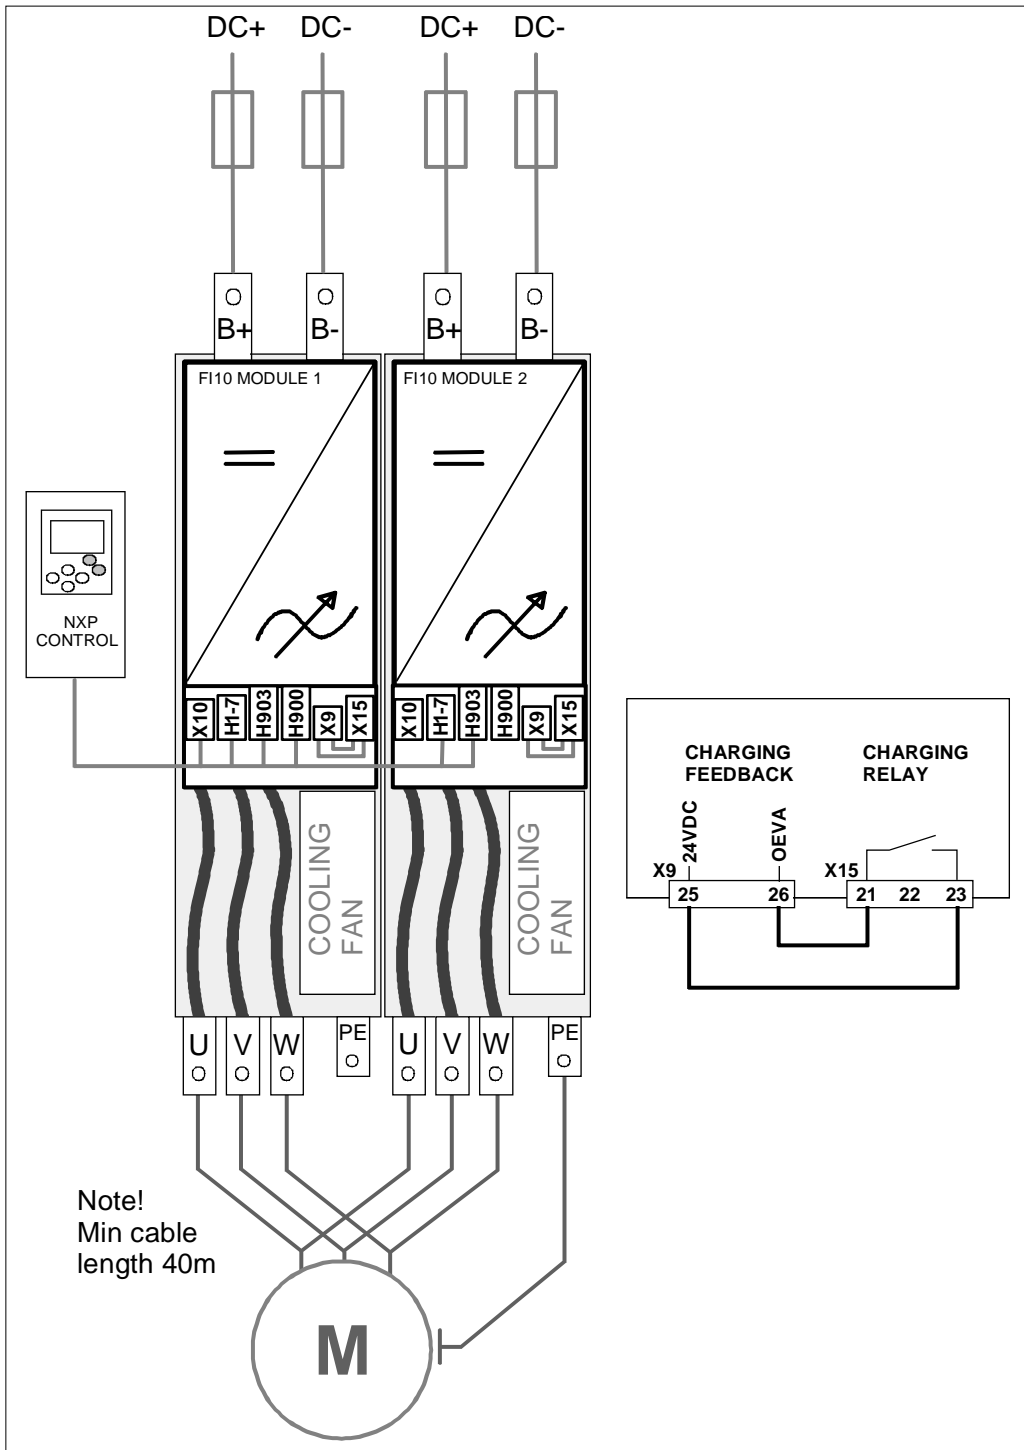 DC+ DC- DC+ DC-
B+ B- B+ B-
FI10 MODULE 1
FI10 MODULE 2
NXP
CONTROL
X10 H1-7 H903 H900 X9 X15
X10 H1-7 H903 H900 X9 X15
COOLING
FAN
COOLING
FAN
U V W PE U V W PE
CHARGING
FEEDBACK
CHARGING
RELAY
24VDC
OEVA
X9
X15
25 26 21 22 23
Note!
Min cable
length 40m
M